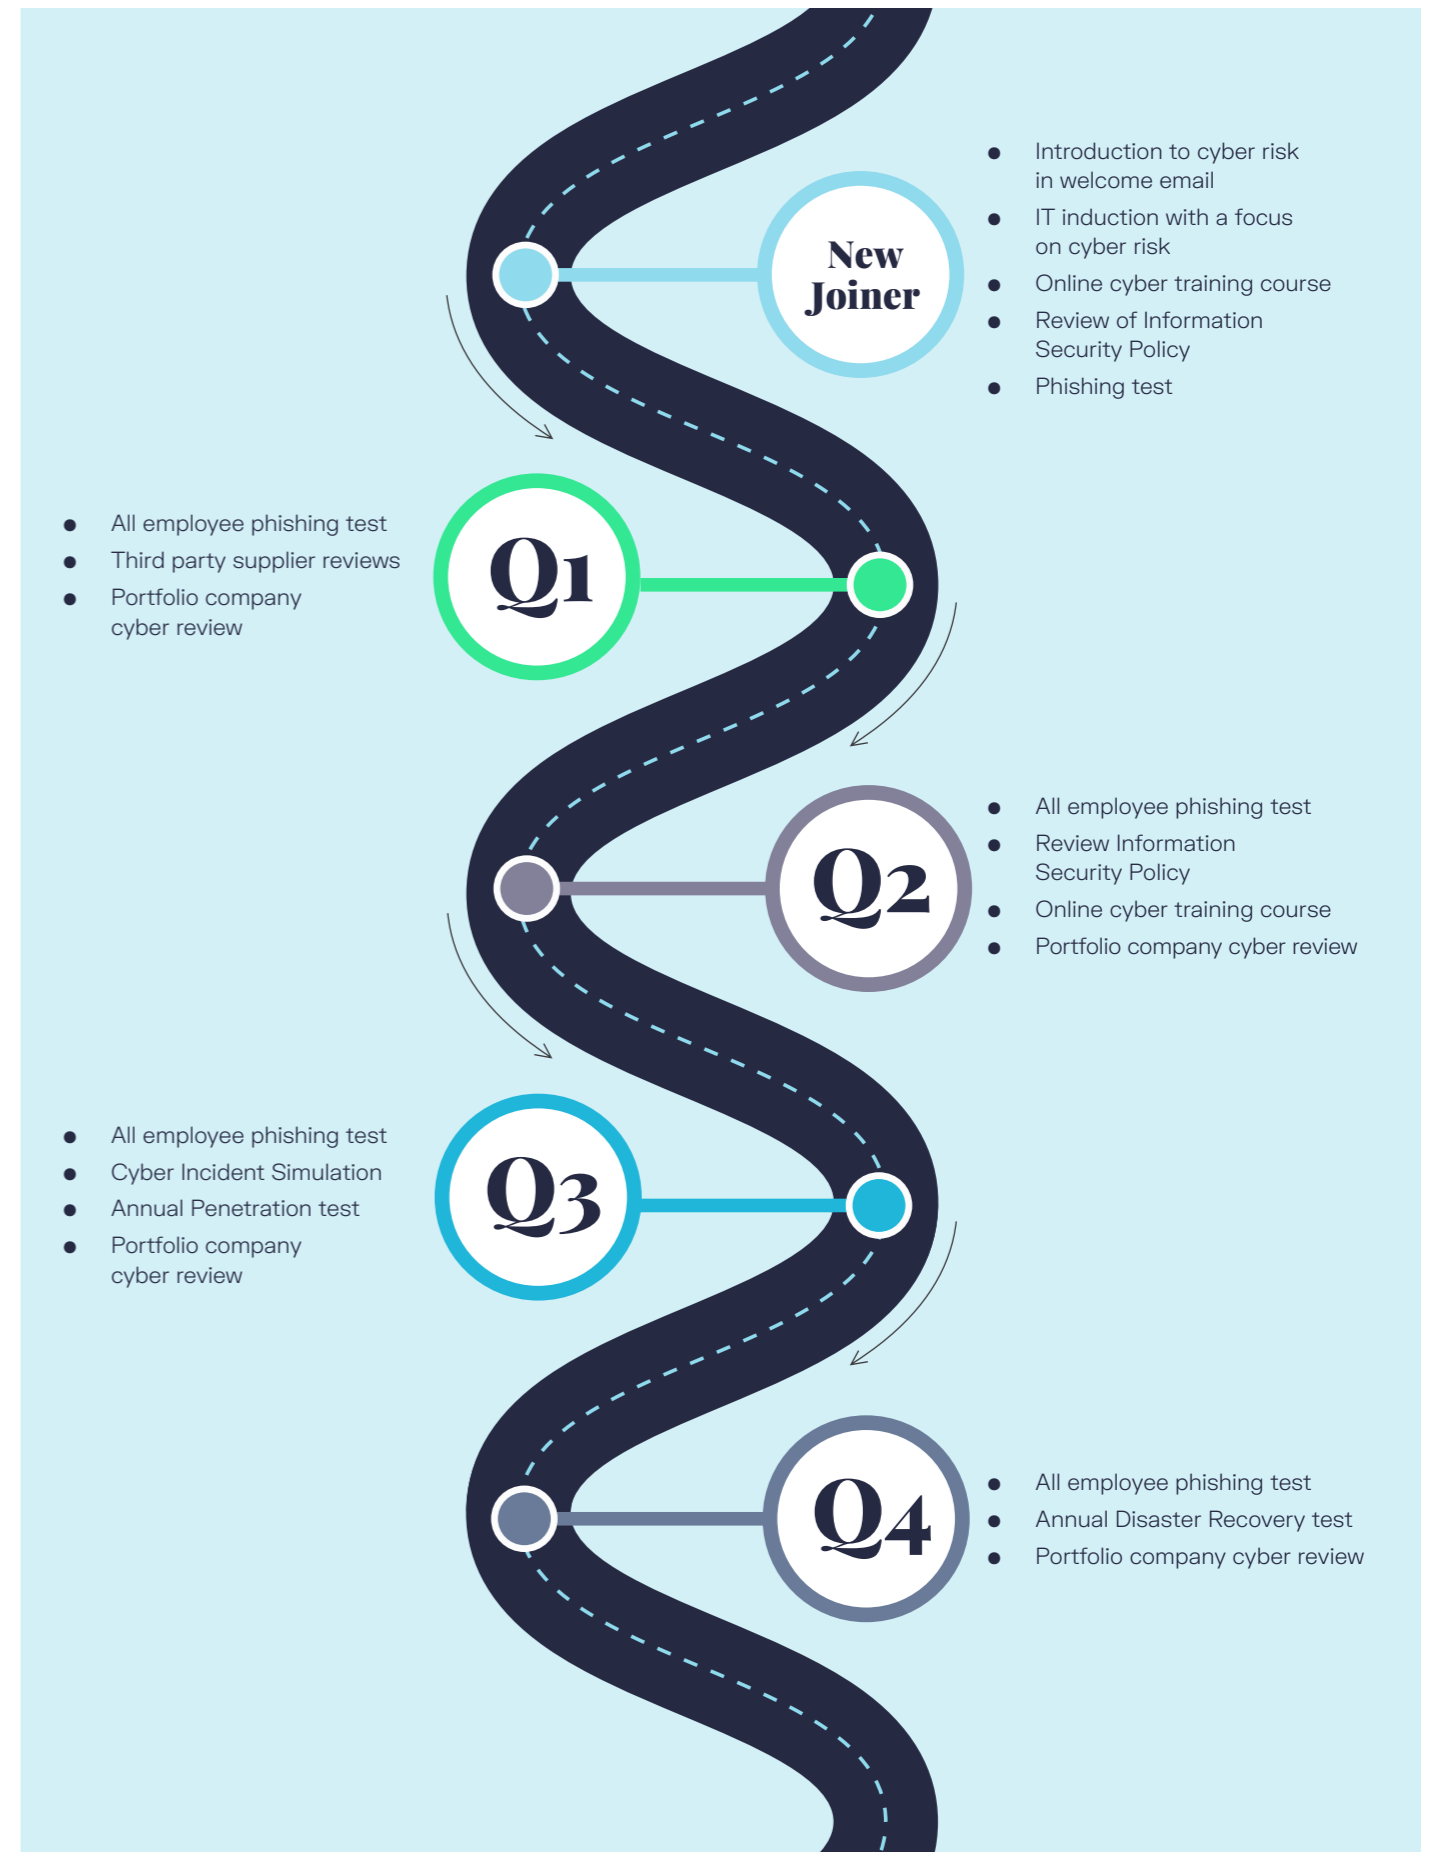 New
Joiner
● Introduction to cyber risk
in welcome email
● IT induction with a focus
on cyber risk
● Online cyber training course
● Review of Information
Security Policy
● Phishing test
Q1
● All employee phishing test
● Third party supplier reviews
● Portfolio company
cyber review
Q2
● All employee phishing test
● Review Information
Security Policy
● Online cyber training course
● Portfolio company cyber review
Q3
● All employee phishing test
● Cyber Incident Simulation
● Annual Penetration test
● Portfolio company
cyber review
Q4
● All employee phishing test
● Annual Disaster Recovery test
● Portfolio company cyber review